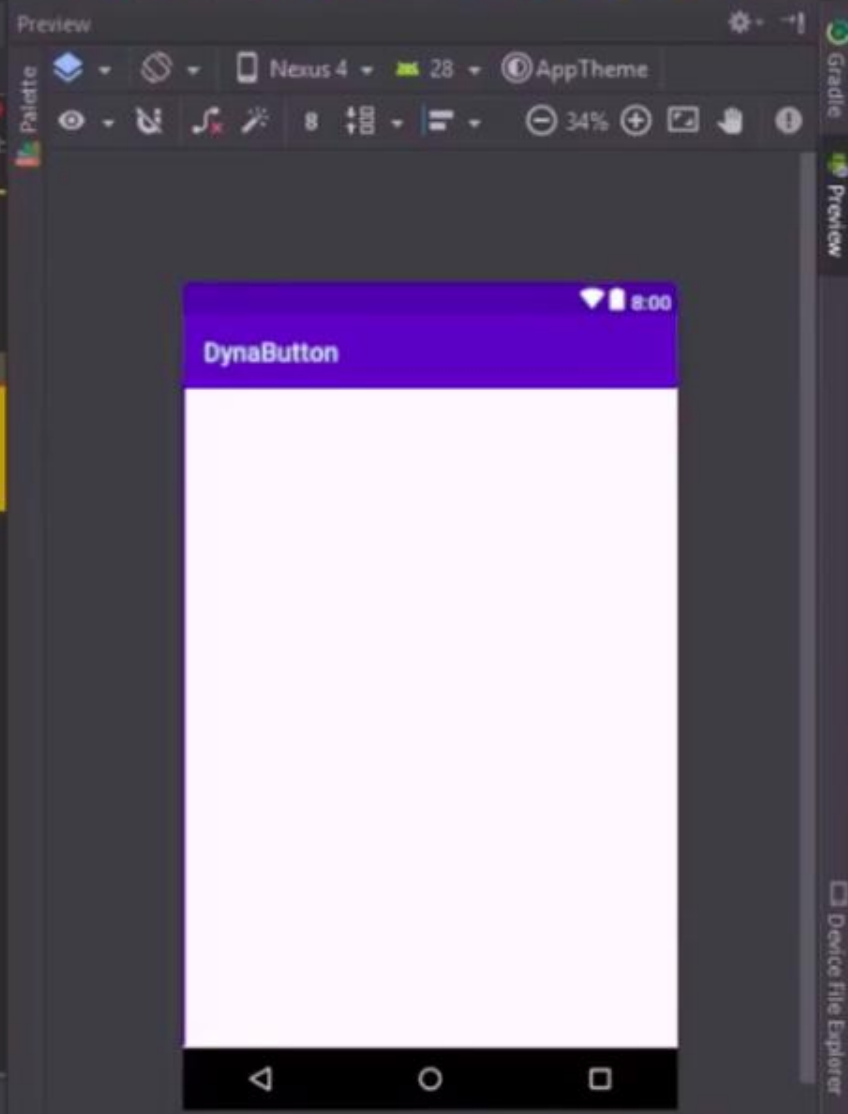 Preview
Palette
Nexus 4
28
AppTheme
8
34%
8:00
DynaButton
Gradle
Preview
Device File Explorer